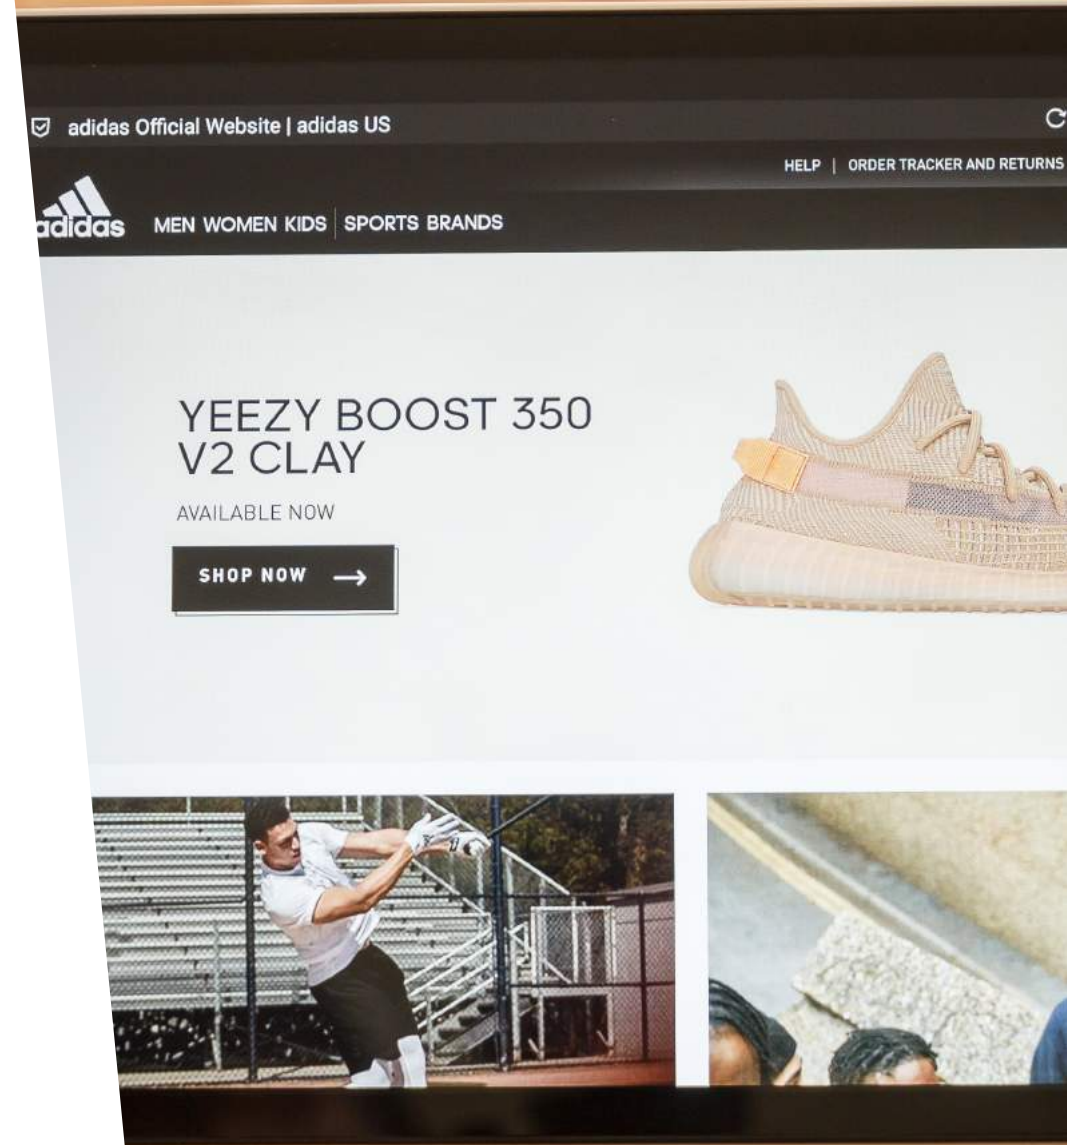 adidas Official Website | adidas US
HELP | ORDER TRACKER AND RETURNS
adidas
MEN WOMEN KIDS | SPORTS BRANDS
YEEZY BOOST 350
V2 CLAY
AVAILABLE NOW
SHOP NOW